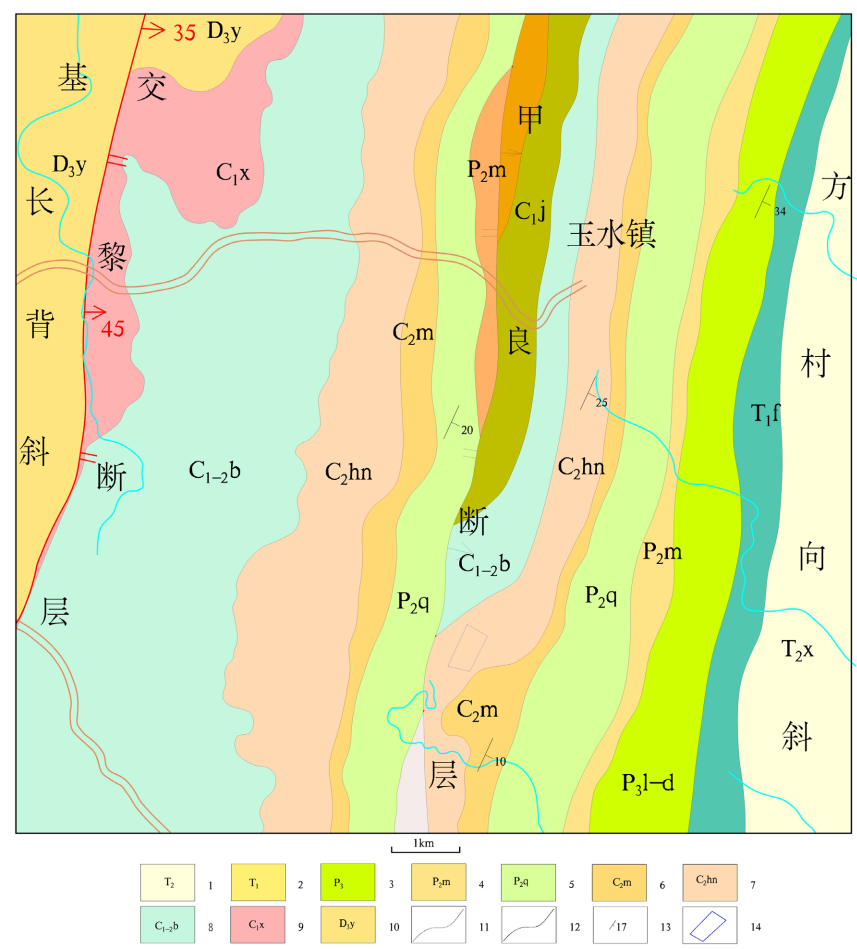 35 D₃y
基 交
甲
D₃y
C₁x
P₂m
方
长
C₁j
34
玉水镇
黎
背
45
C₂m
良
村
25
T₁f
20
斜
断
C₁₋₂b
C₂hn
C₂hn
断
P₂m
向
C₁₋₂b
P₂q
P₂q
层
T₂x
C₂m
斜
10
层
P₃l-d
1km
T₂ 1 T₁ 2 P₃ 3 P₂m 4 P₂q 5 C₂m 6 C₂hn 7
C₁₋₂b 8 C₁x 9 D₃y 10 11 12 17 13 14